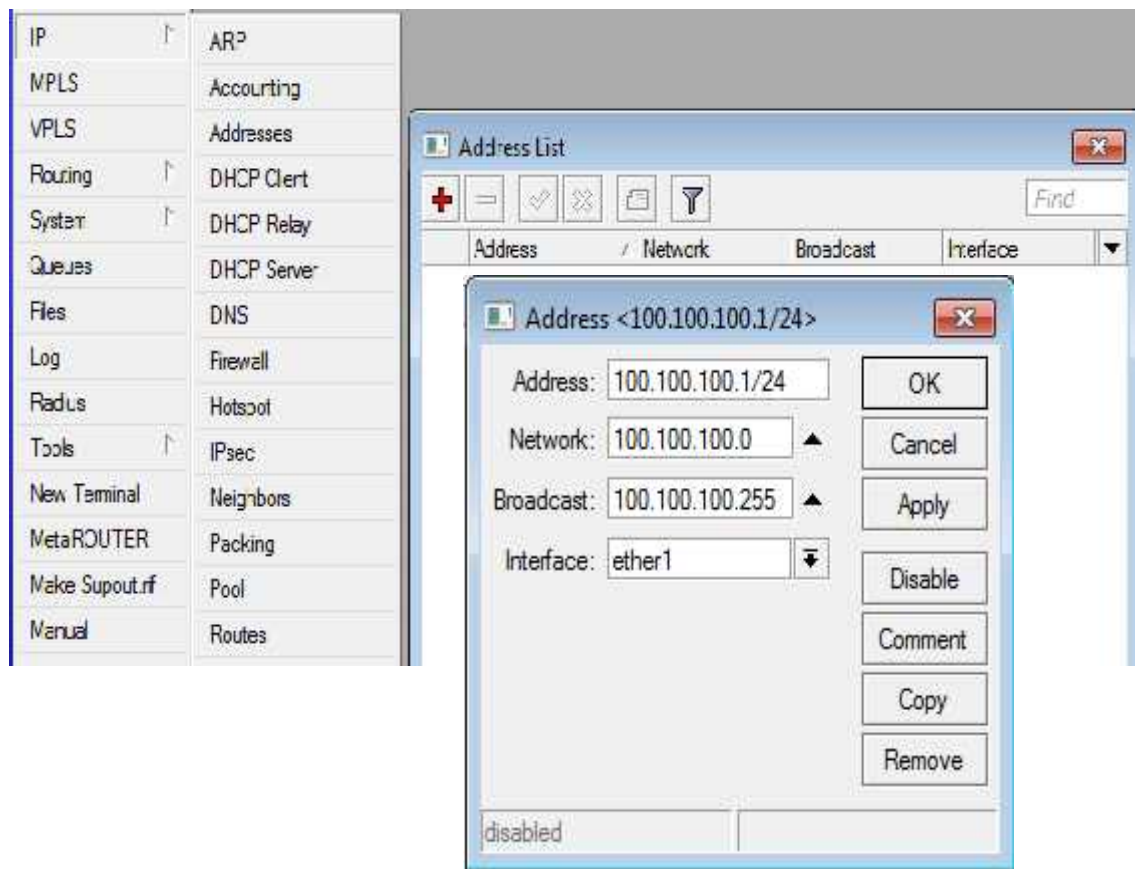 IP
MPLS
VPLS
Routing
System
Queues
Files
Log
Radius
Tools
New Terminal
MetaROUTER
Make Supout.rif
Manual
ARP
Accounting
Addresses
DHCP Client
DHCP Relay
DHCP Server
DNS
Firewall
Hotspot
IPsec
Neighbors
Packing
Pool
Routes
Address List
Find
Address / Network Broadcast Interface
Address <100.100.100.1/24>
Address: 100.100.100.1/24 OK
Network: 100.100.100.0 Cancel
Broadcast: 100.100.100.255 Apply
Interface: ether1
Disable
Comment
Copy
Remove
disabled